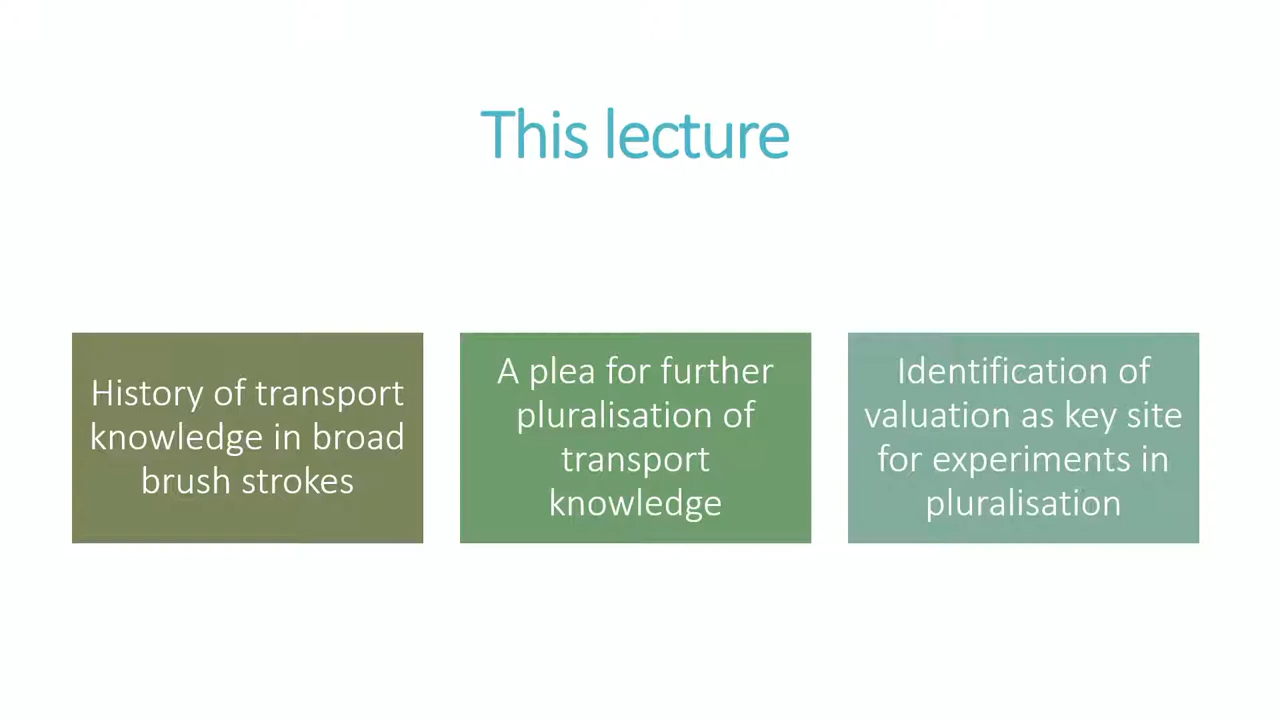 This lecture
History of transport
knowledge in broad
brush strokes
A plea for further
pluralisation of
transport
knowledge
Identification of
valuation as key site
for experiments in
pluralisation